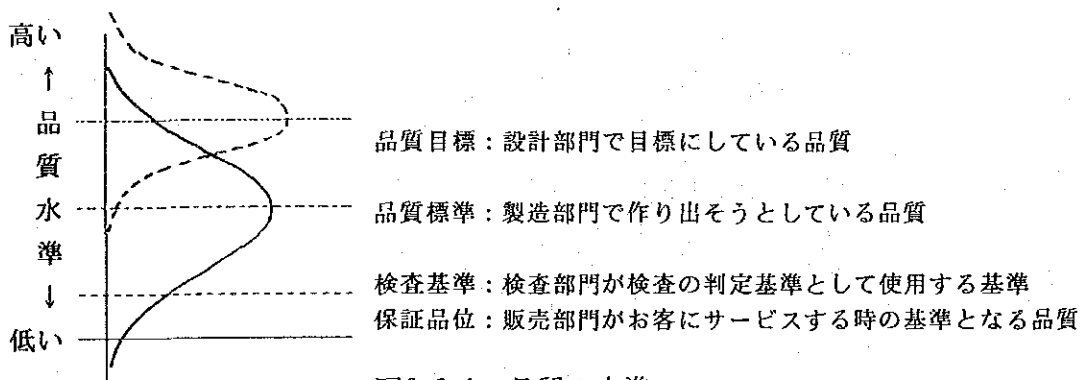 高い
↑
品
質
水
準
↓
低い
品質目標：設計部門で目標にしている品質
品質標準：製造部門で作り出そうとしている品質
検査基準：検査部門が検査の判定基準として使用する基準
保証品位：販売部門がお客にサービスする時の基準となる品質